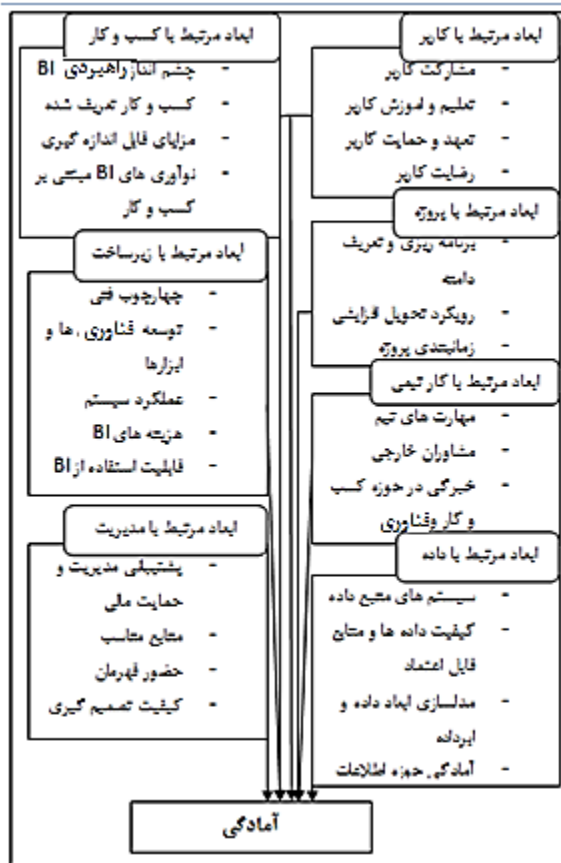 ابعاد مرتبط با کاربر
- مشارکت کاربر
- تعلیم و اموزش کاربر
- تعهد و حمایت کاربر
- رضایت کاربر
ابعاد مرتبط با پروژه
- برنامه ریزی و تعریف
دامنه
- رویکرد تحویل افزایشی
- زمانبندی پروژه
ابعاد مرتبط با کار تیمی
- مهارت های تیم
- مشاوران خارجی
- خبرگی در حوزه کسب
و کار وفناوری
ابعاد مرتبط با داده
- سیستم های منبع داده
- کیفیت داده ها و منابع
قابل اعتماد
- مدلسازی ابعاد داده و
ابرداده
- آمادگی حوزه اطلاعات
ابعاد مرتبط با کسب و کار
- چشم انداز راهبردی BI
- کسب و کار تعریف شده
- مزایای قابل اندازه گیری
- نوآوری های BI مبتنی بر
کسب و کار
ابعاد مرتبط با زیرساخت
- چهارچوب فنی
- توسعه فناوری ها و
ابزارها
- عملکرد سیستم
- هزینه های BI
- قابلیت استفاده از BI
ابعاد مرتبط با مدیریت
- پشتیبانی مدیریت و
حمایت مالی
- منابع مناسب
- حضور قهرمان
- کیفیت تصمیم گیری
آمادگی